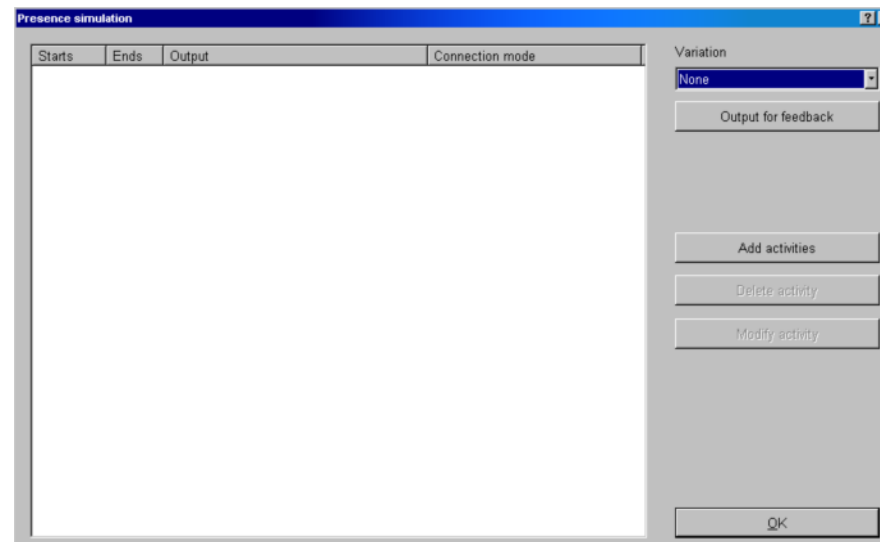 Presence simulation
?
Starts Ends Output Connection mode
Variation
None
Output for feedback
Add activities
Delete activity
Modify activity
OK